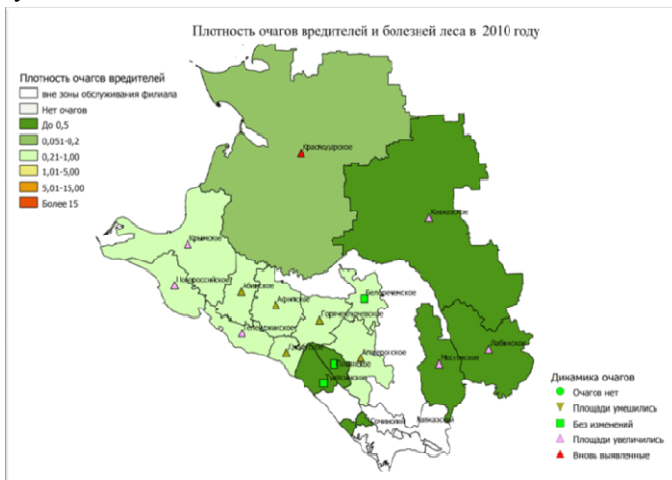 Плотность очагов вредителей и болезней леса в 2010 году
Плотность очагов вредителей
вне зоны обслуживания филиала
Нет очагов
До 0,5
0,051-0,2
0,21-1,00
1,01-5,00
5,01-15,00
Более 15
Краснодарское
Кавказское
Крымское
Новороссийское
Абинское
Афипское
Белореченское
Горячеключевское
Геленджикское
Апшеронское
Лабинское
Мостовское
Туапсинское
Сочинский
Кавказский
Динамика очагов
Очагов нет
Площади умешились
Без изменений
Площади увеличились
Вновь выявленные